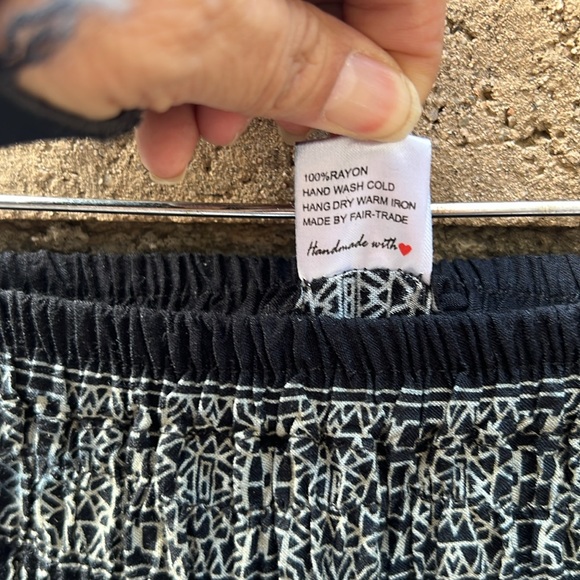 100%RAYON
HAND WASH COLD
HANG DRY WARM IRON
MADE BY FAIR-TRADE
Handmade with